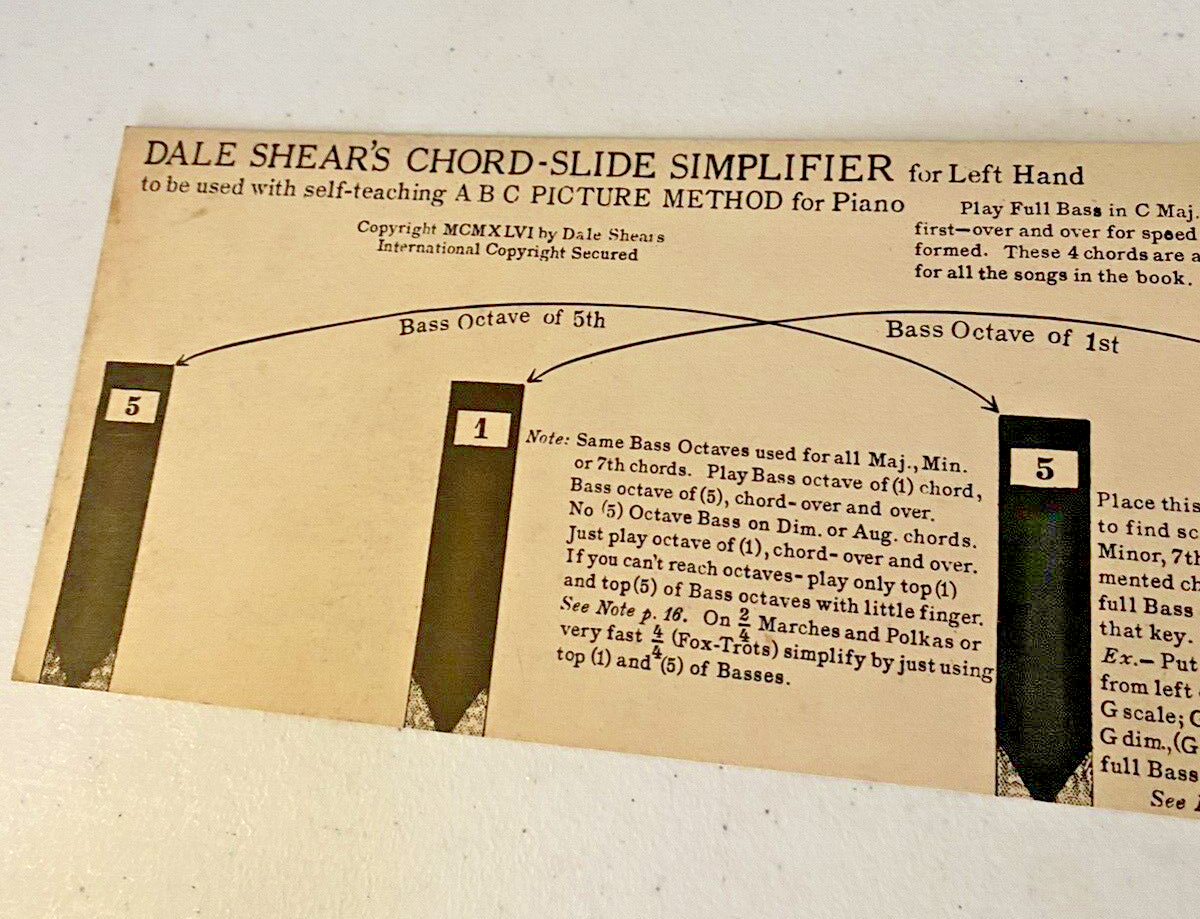 DALE SHEAR'S CHORD-SLIDE SIMPLIFIER for Left Hand
to be used with self-teaching A B C PICTURE METHOD for Piano
Copyright MCMXLVI by Dale Shears
International Copyright Secured
Play Full Bass in C Maj.
first—over and over for speed
formed. These 4 chords are a
for all the songs in the book.
Bass Octave of 5th
Bass Octave of 1st
5
1
5
Note: Same Bass Octaves used for all Maj., Min.
or 7th chords. Play Bass octave of (1) chord,
Bass octave of (5), chord-over and over.
No (5) Octave Bass on Dim. or Aug. chords.
Just play octave of (1), chord-over and over.
If you can't reach octaves-play only top (1)
and top (5) of Bass octaves with little finger.
See Note p. 16. On 2/4 Marches and Polkas or
very fast 4/4 (Fox-Trots) simplify by just using
top (1) and (5) of Basses.
Place this
to find sc
Minor, 7th
mented ch
full Bass
that key.
Ex.— Put
from left
G scale; G
G dim., (G
full Bass
See